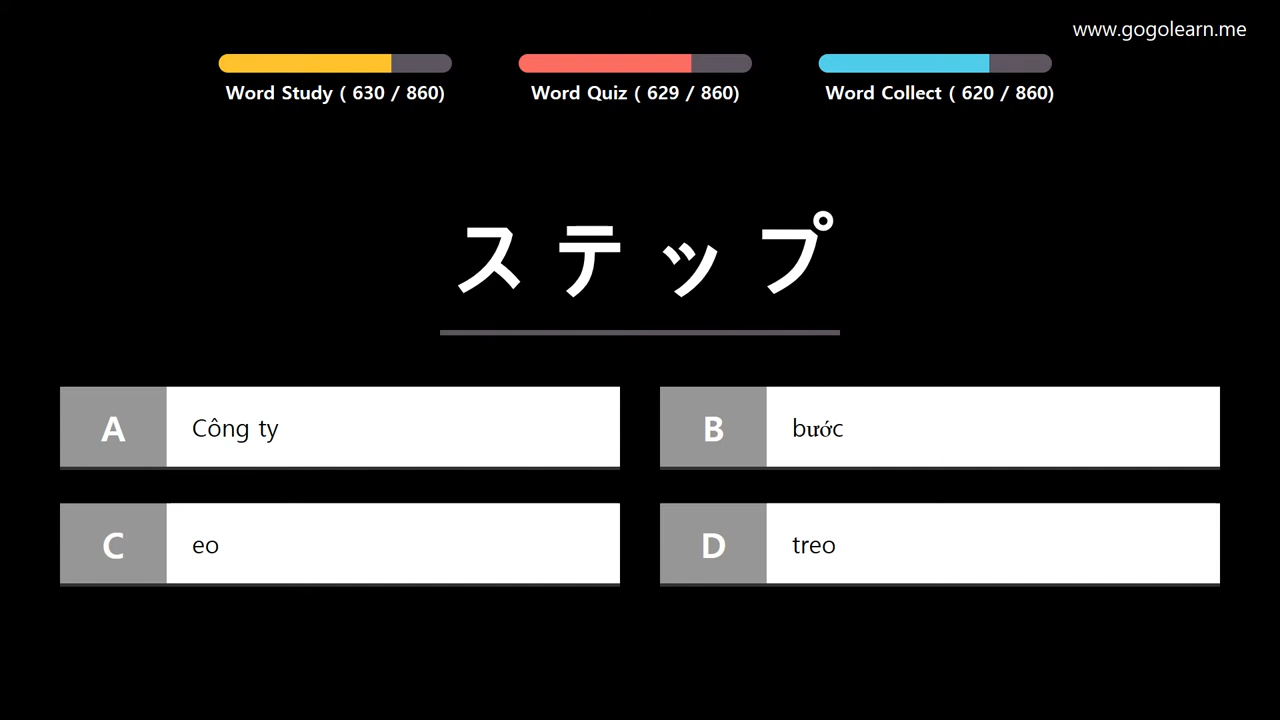 www.gogolearn.me
Word Study ( 630 / 860)
Word Quiz ( 629 / 860)
Word Collect ( 620 / 860)
ステップ
A
Công ty
B
bước
C
eo
D
treo